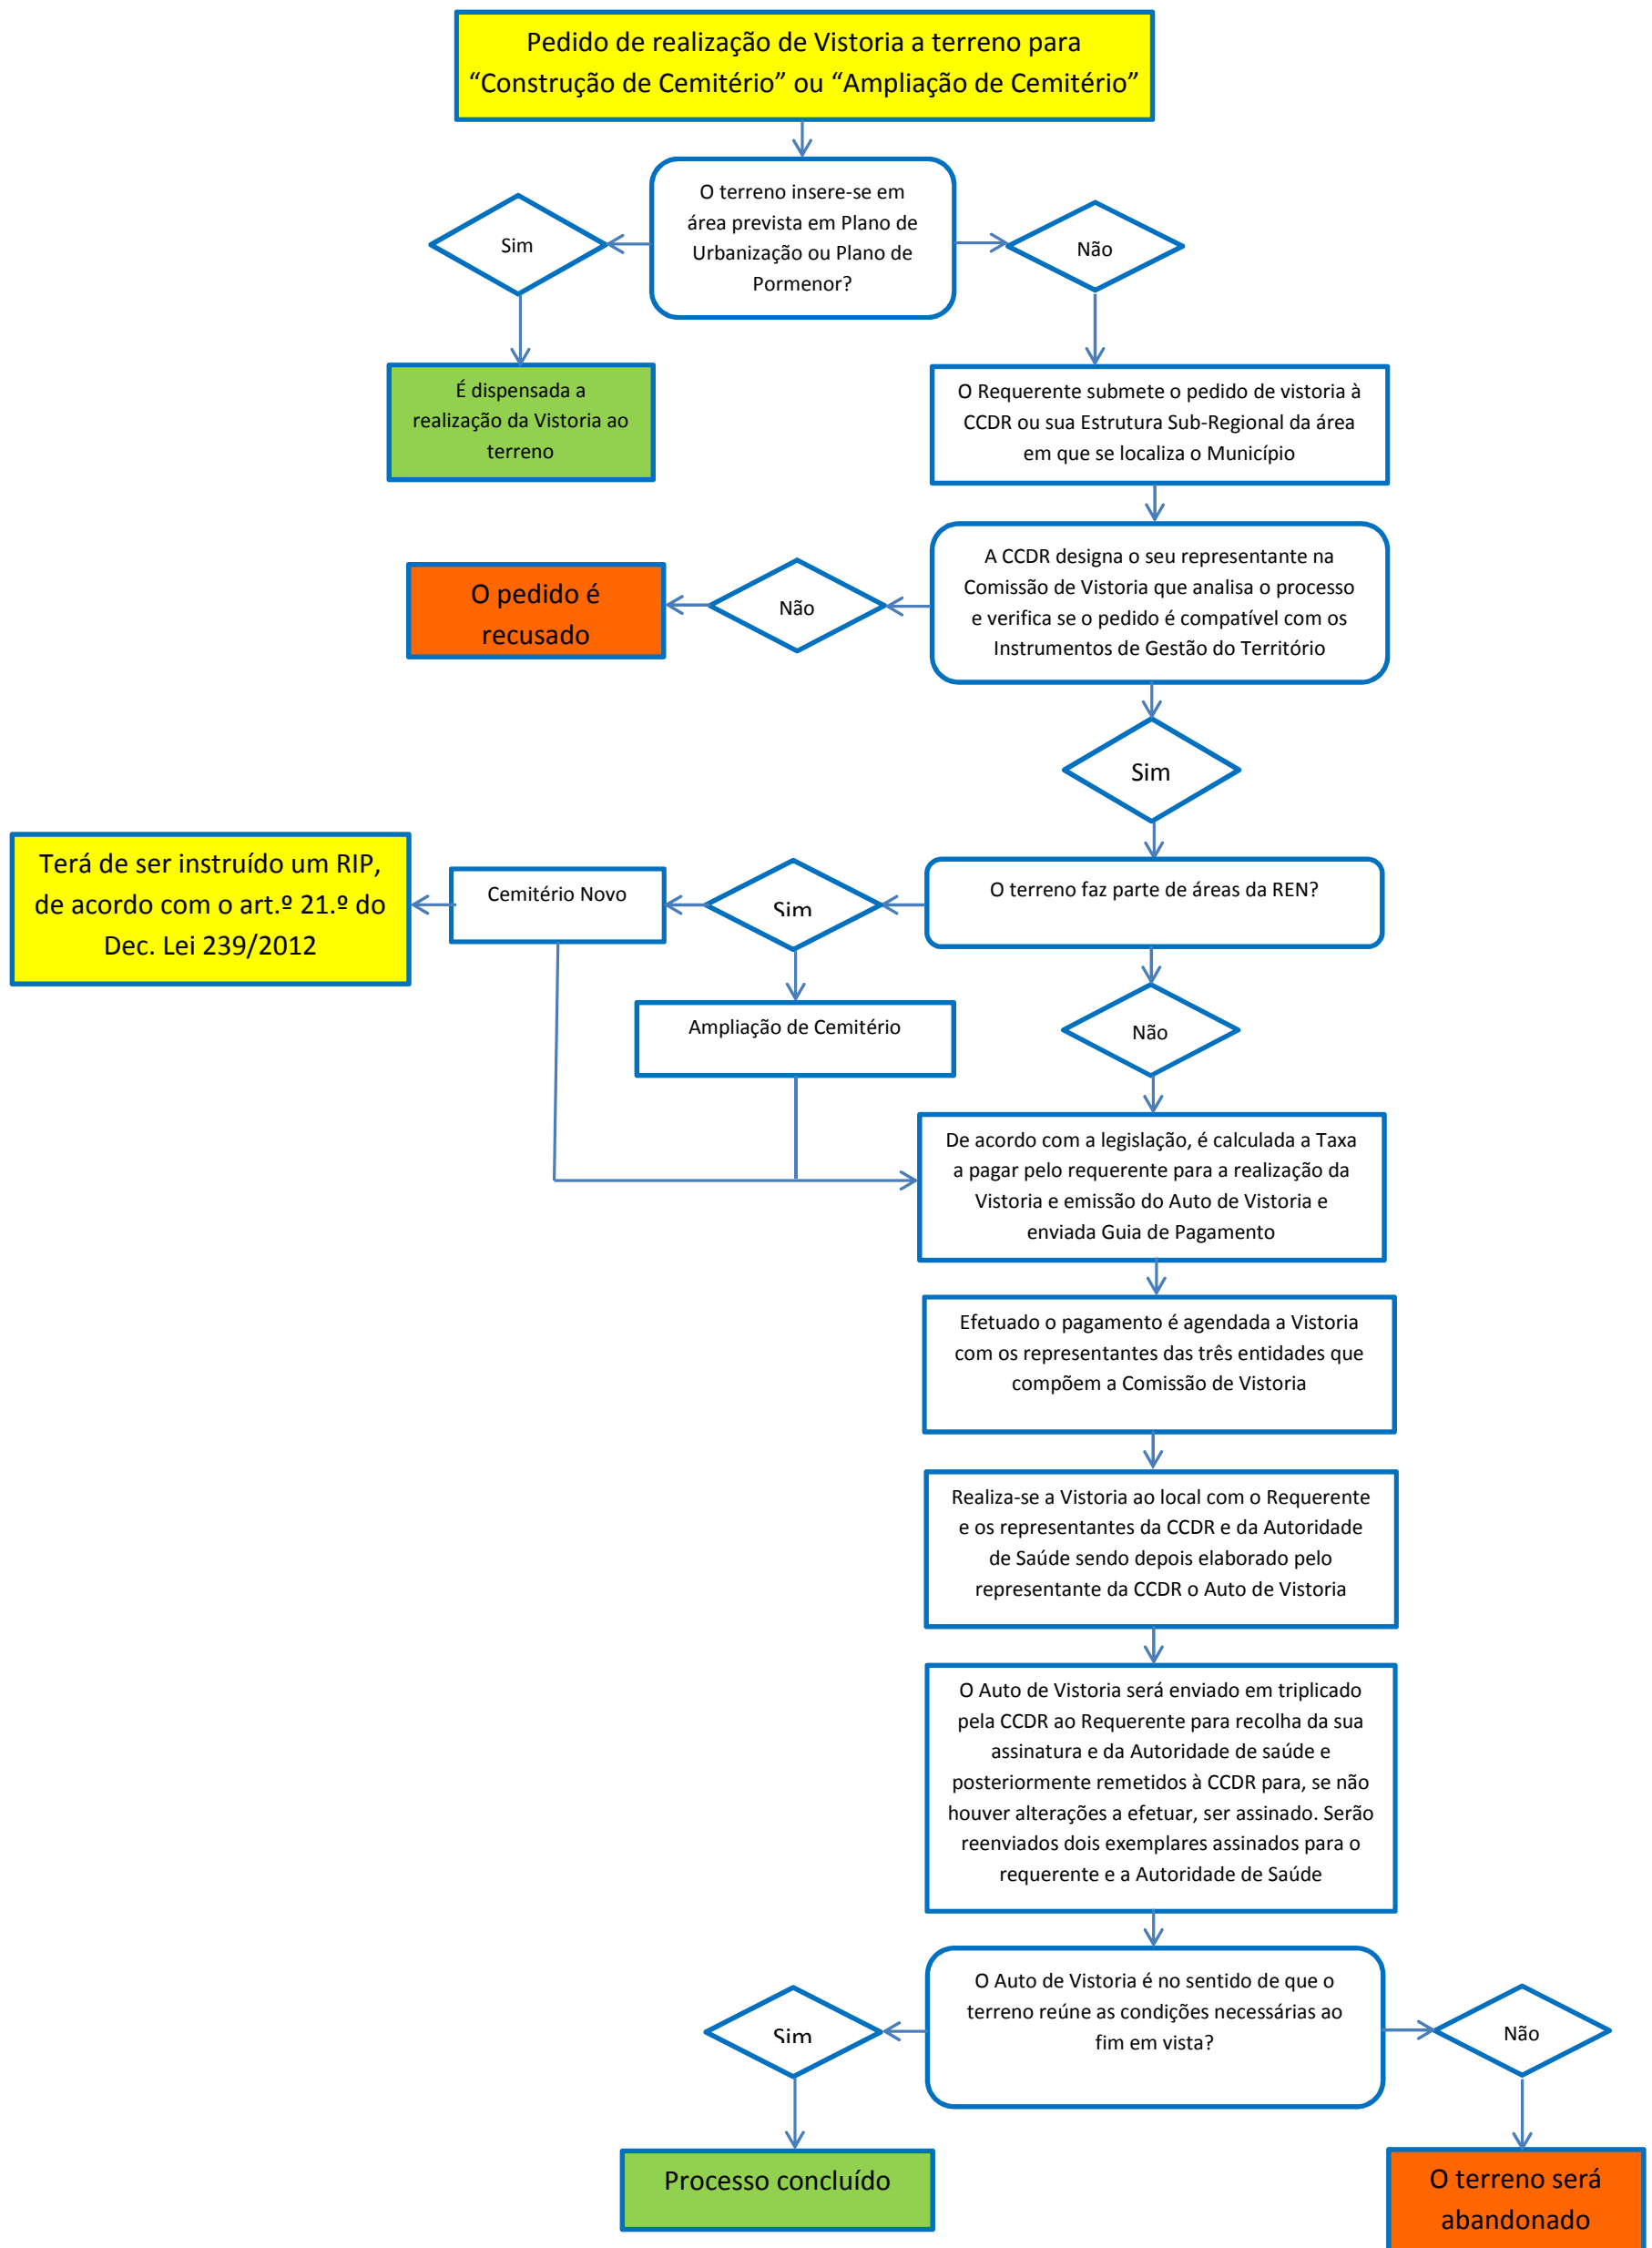 Pedido de realização de Vistoria a terreno para
“Construção de Cemitério” ou “Ampliação de Cemitério”
O terreno insere-se em
área prevista em Plano de
Urbanização ou Plano de
Pormenor?
Sim
Não
É dispensada a
realização da Vistoria ao
terreno
O Requerente submete o pedido de vistoria à
CCDR ou sua Estrutura Sub-Regional da área
em que se localiza o Município
A CCDR designa o seu representante na
Comissão de Vistoria que analisa o processo
e verifica se o pedido é compatível com os
Instrumentos de Gestão do Território
Não
O pedido é
recusado
Sim
O terreno faz parte de áreas da REN?
Sim
Cemitério Novo
Terá de ser instruído um RIP,
de acordo com o art.º 21.º do
Dec. Lei 239/2012
Ampliação de Cemitério
Não
De acordo com a legislação, é calculada a Taxa
a pagar pelo requerente para a realização da
Vistoria e emissão do Auto de Vistoria e
enviada Guia de Pagamento
Efetuado o pagamento é agendada a Vistoria
com os representantes das três entidades que
compõem a Comissão de Vistoria
Realiza-se a Vistoria ao local com o Requerente
e os representantes da CCDR e da Autoridade
de Saúde sendo depois elaborado pelo
representante da CCDR o Auto de Vistoria
O Auto de Vistoria será enviado em triplicado
pela CCDR ao Requerente para recolha da sua
assinatura e da Autoridade de saúde e
posteriormente remetidos à CCDR para, se não
houver alterações a efetuar, ser assinado. Serão
reenviados dois exemplares assinados para o
requerente e a Autoridade de Saúde
O Auto de Vistoria é no sentido de que o
terreno reúne as condições necessárias ao
fim em vista?
Sim
Não
Processo concluído
O terreno será
abandonado